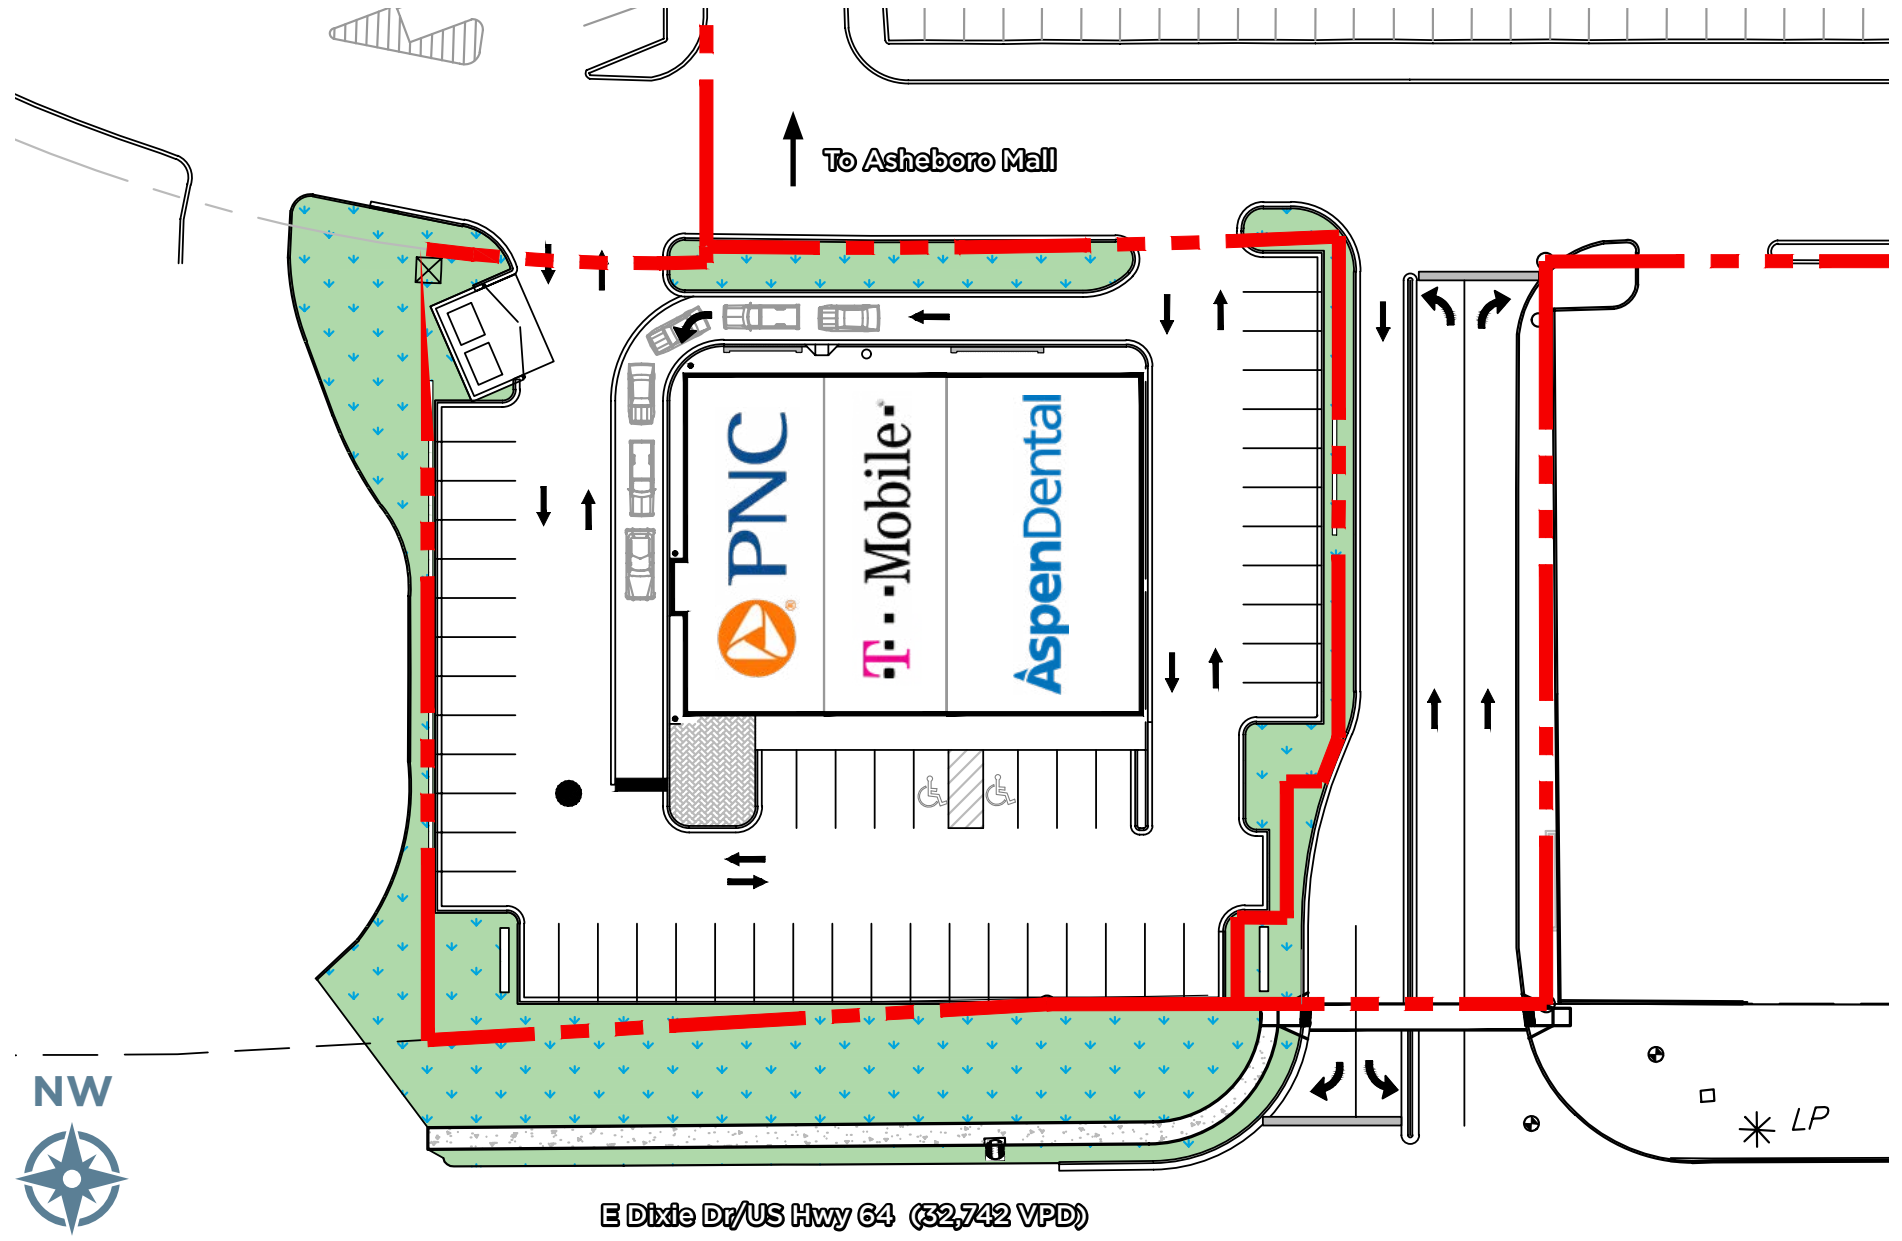 To Asheboro Mall
PNC
T··Mobile·
AspenDental
LP
NW
E Dixie Dr/US Hwy 64 (32,742 VPD)